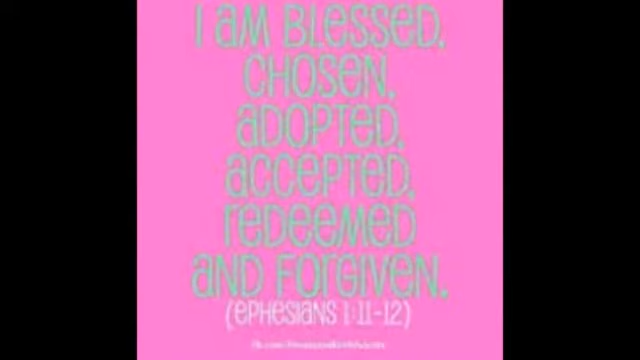 I AM BLESSED,
CHOSEN,
ADOPTED,
ACCEPTED,
REDEEMED
AND FORGIVEN.
(EPHESIANS 1:11-12)